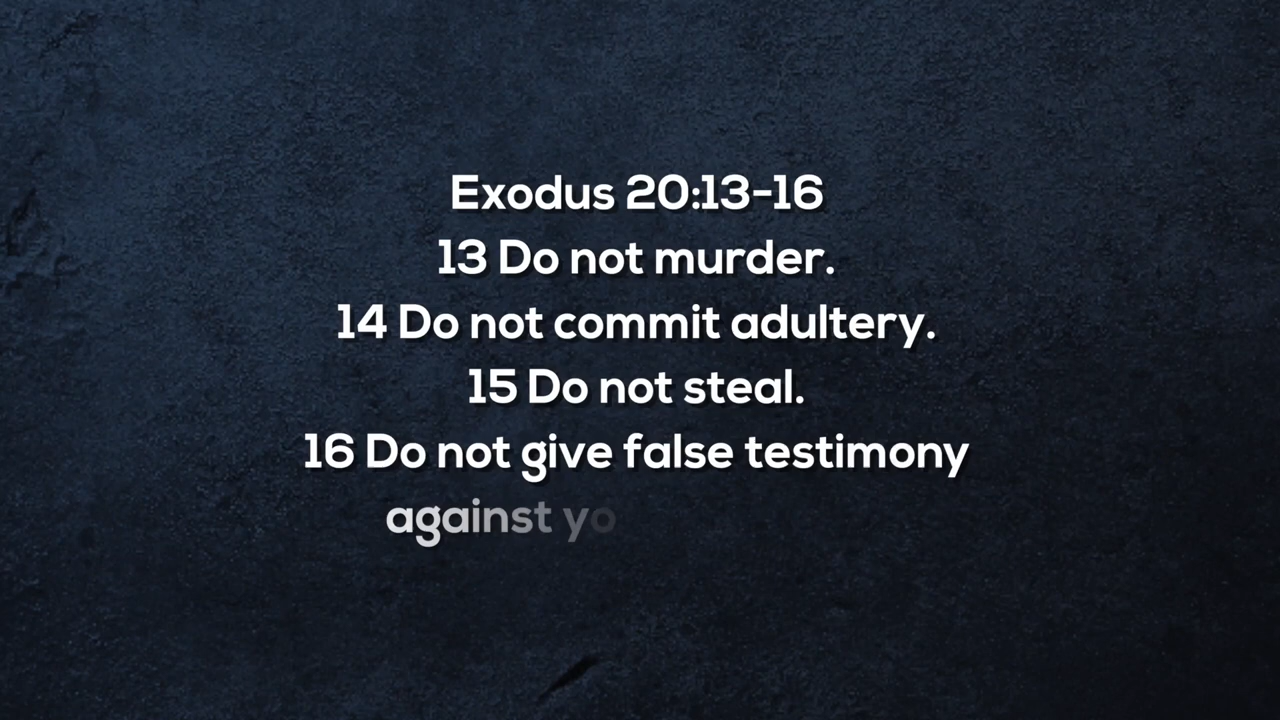 Exodus 20:13-16
13 Do not murder.
14 Do not commit adultery.
15 Do not steal.
16 Do not give false testimony
against yo